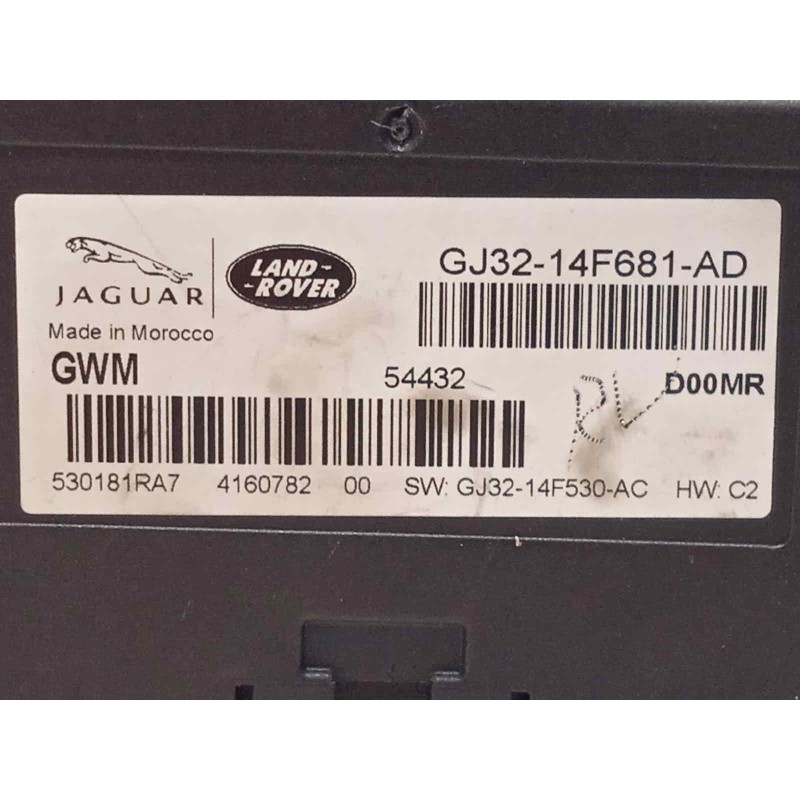 JAGUAR
LAND-
-ROVER
GJ32-14F681-AD
Made in Morocco
GWM 54432 D00MR
530181RA7 4160782 00 SW: GJ32-14F530-AC HW: C2